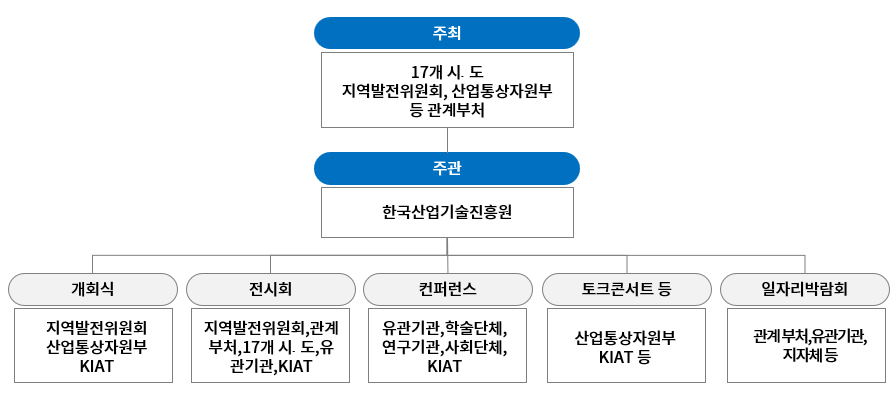 주최
17개 시. 도
지역발전위원회, 산업통상자원부
등 관계부처
주관
한국산업기술진흥원
개회식
지역발전위원회
산업통상자원부
KIAT
전시회
지역발전위원회,관계
부처,17개 시. 도,유
관기관,KIAT
컨퍼런스
유관기관,학술단체,
연구기관,사회단체,
KIAT
토크콘서트 등
산업통상자원부
KIAT 등
일자리박람회
관계부처,유관기관,
지자체 등